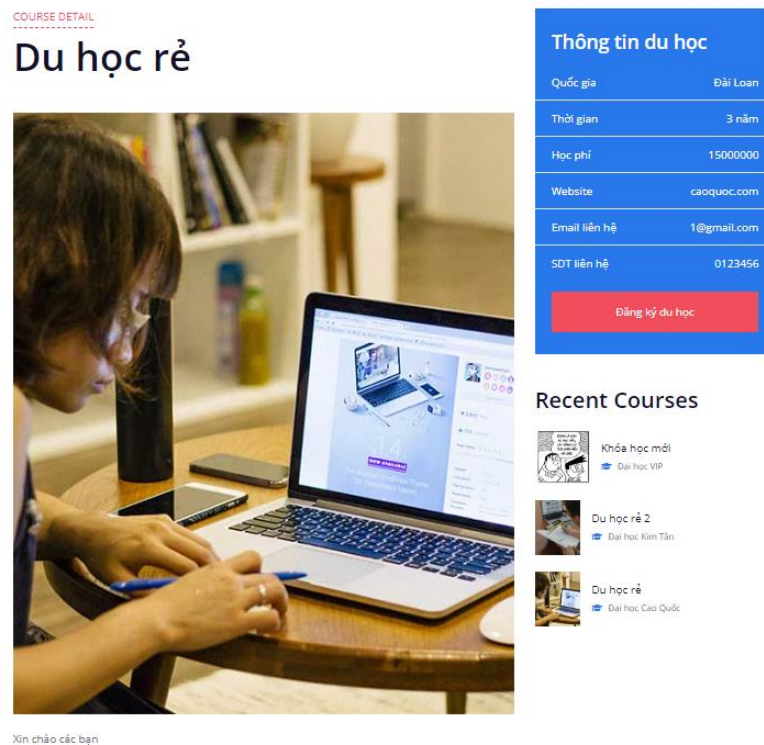 COURSE DETAIL
Du học rẻ
Xin chào các bạn
Thông tin du học
Quốc gia Đài Loan
Thời gian 3 năm
Học phí 15000000
Website caoquoc.com
Email liên hệ 1@gmail.com
SDT liên hệ 0123456
Đăng ký du học
Recent Courses
Khóa học mới
Đại học VIP
Du học rẻ 2
Đại học Kim Tân
Du học rẻ
Đại học Cao Quốc